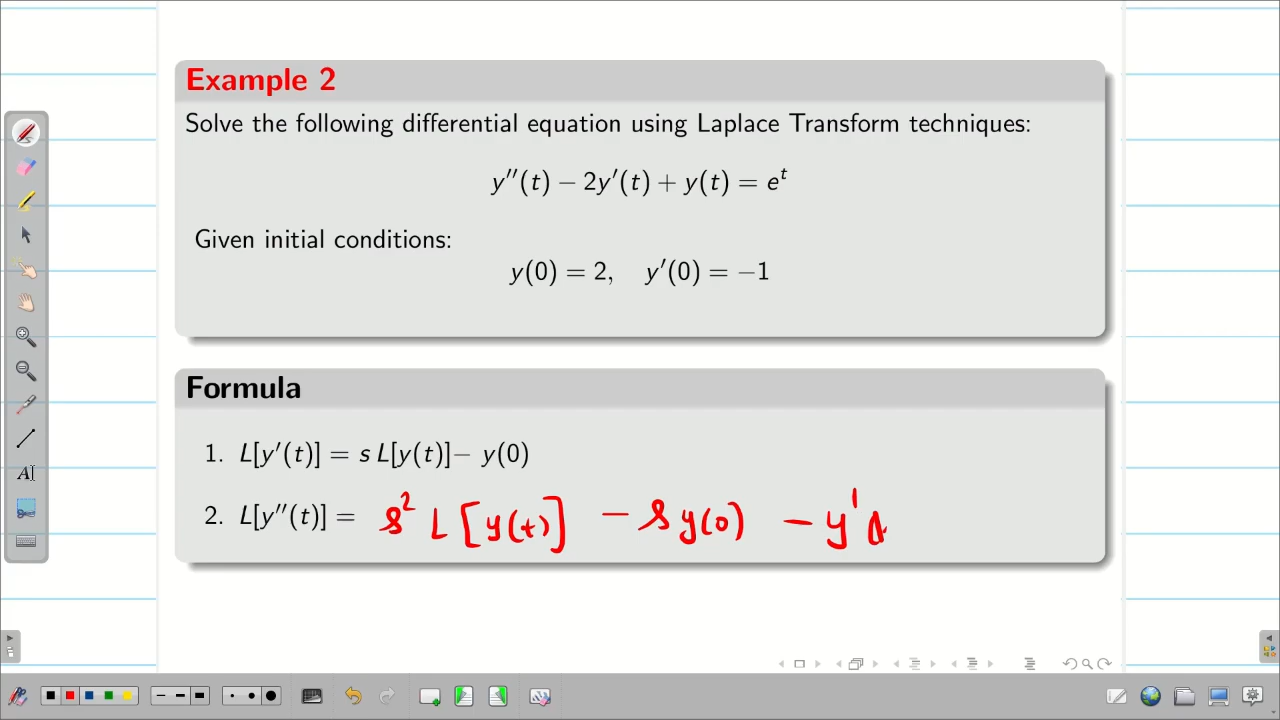 Example 2
Solve the following differential equation using Laplace Transform techniques:
y′′(t) − 2y′(t) + y(t) = eᵗ
Given initial conditions:
y(0) = 2, y′(0) = −1
Formula
1. L[y′(t)] = s L[y(t)]− y(0)
2. L[y′′(t)] = s² L[y(t)] − s y(0) − y′(